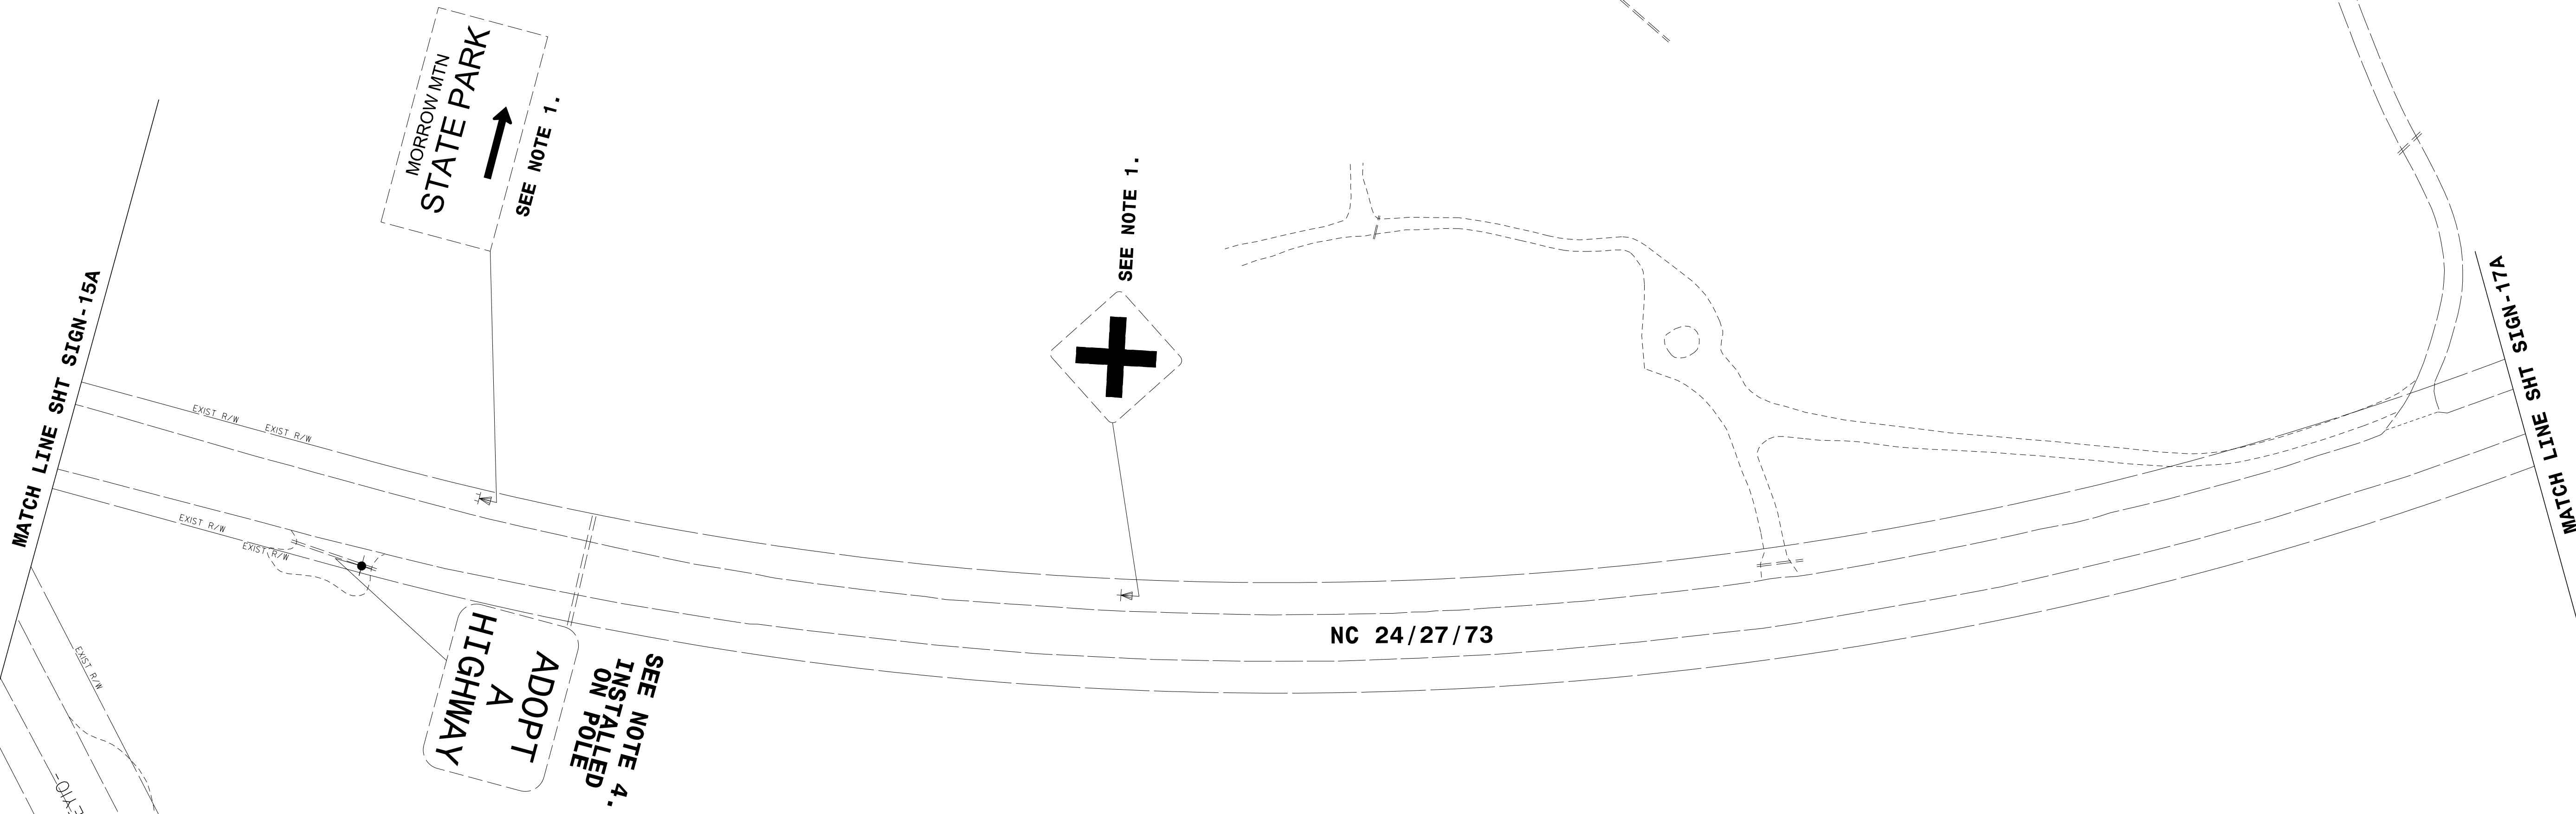 MATCH LINE SHT SIGN-15A
MORROW MTN
STATE PARK
SEE NOTE 1.
EXIST R/W
EXIST R/W
EXIST R/W
EXIST R/W
EXIST R/W
ADOPT
A
HIGHWAY
SEE NOTE 4.
INSTALLED
ON POLE
SEE NOTE 1.
NC 24/27/73
MATCH LINE SHT SIGN-17A